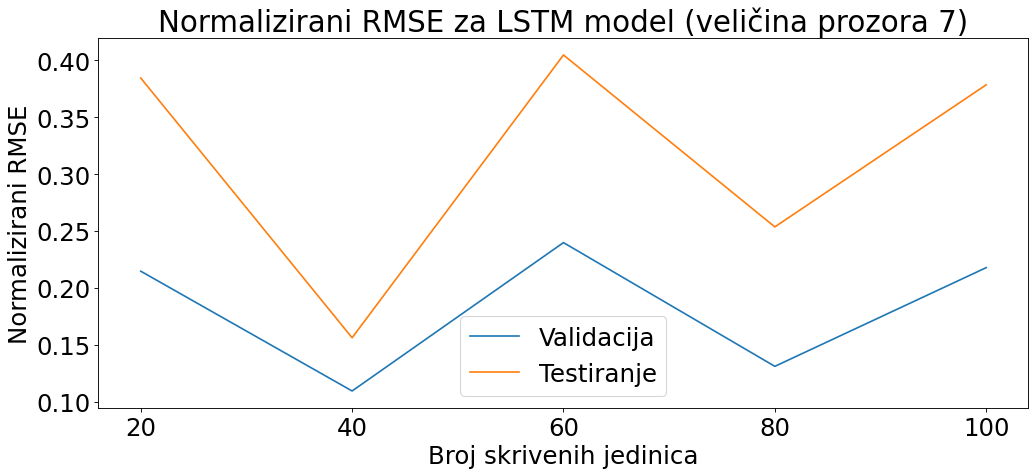 Normalizirani RMSE za LSTM model (veličina prozora 7)
Normalizirani RMSE
0.40
0.35
0.30
0.25
0.20
0.15
0.10
Validacija
Testiranje
20 40 60 80 100
Broj skrivenih jedinica